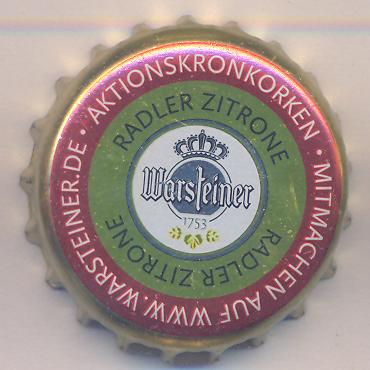 AKTIONSKRONKORKEN • MITMACHEN AUF WWW.WARSTEINER.DE •
RADLER ZITRONE
Warsteiner
1753
RADLER ZITRONE